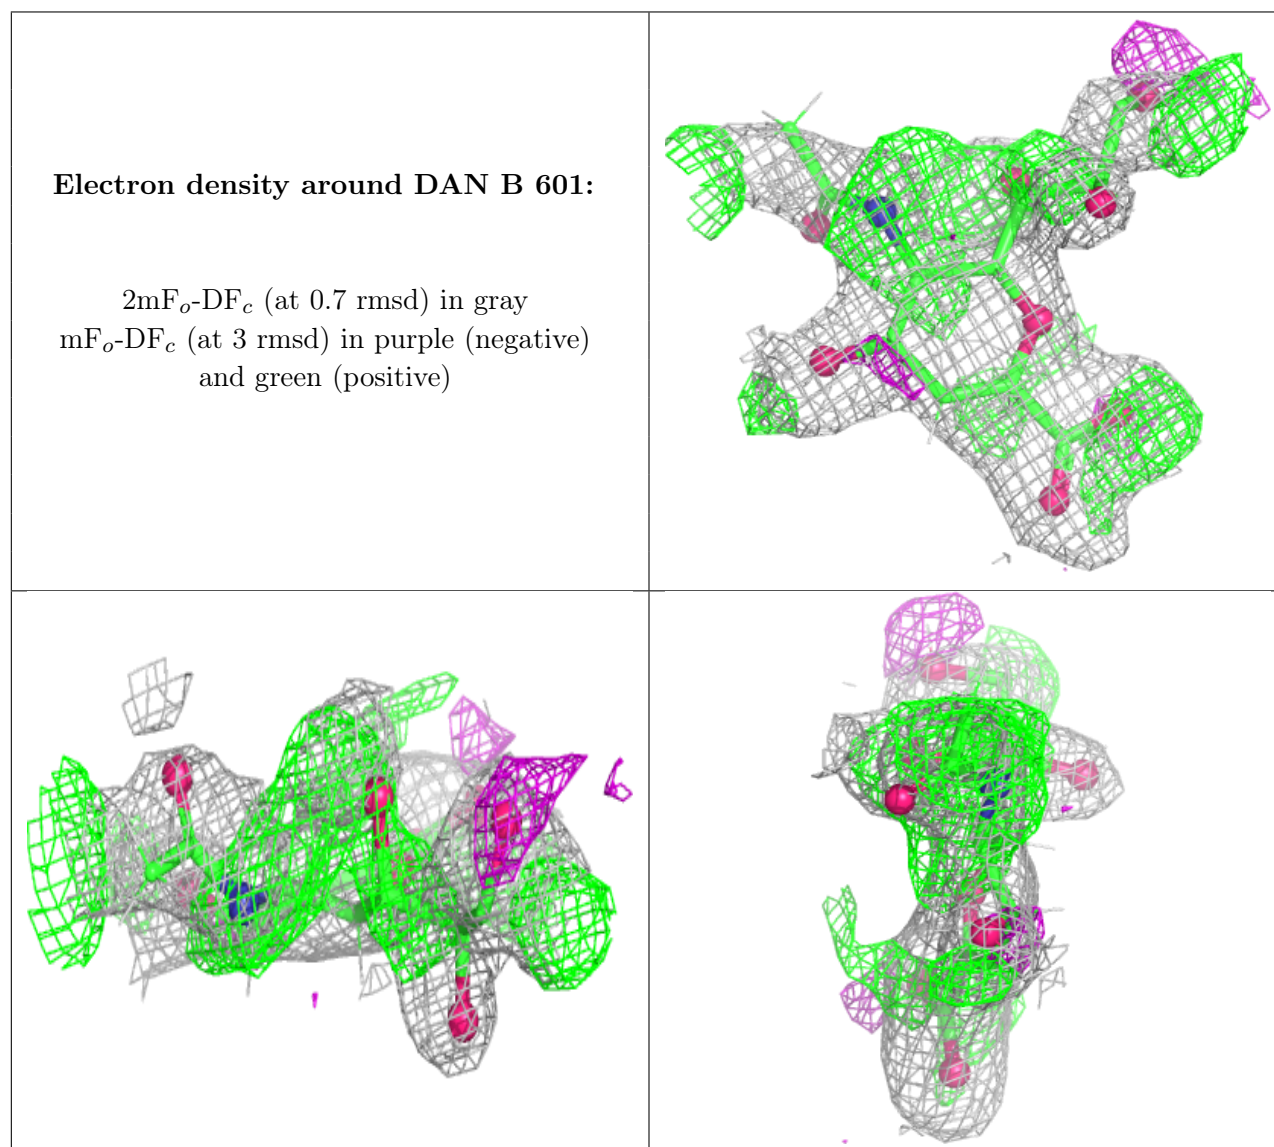 Electron density around DAN B 601:
2mFo-DFc (at 0.7 rmsd) in gray
mFo-DFc (at 3 rmsd) in purple (negative)
and green (positive)